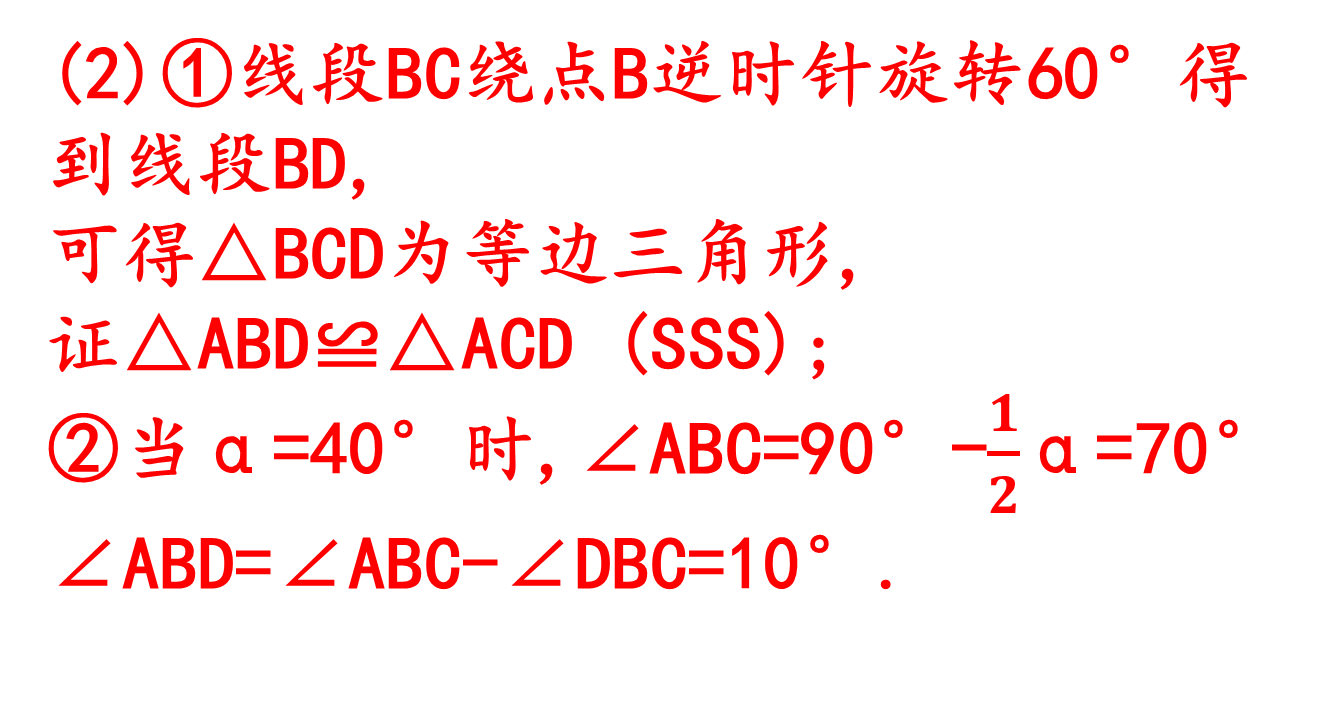 (2)①线段BC绕点B逆时针旋转60°得
到线段BD,
可得△BCD为等边三角形,
证△ABD≌△ACD (SSS);
②当α=40°时,∠ABC=90°-\frac{1}{2}α=70°
∠ABD=∠ABC-∠DBC=10°.